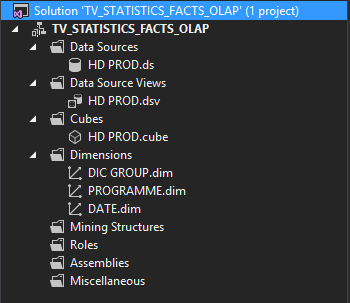 Solution 'TV_STATISTICS_FACTS_OLAP' (1 project)
TV_STATISTICS_FACTS_OLAP
Data Sources
HD PROD.ds
Data Source Views
HD PROD.dsv
Cubes
HD PROD.cube
Dimensions
DIC GROUP.dim
PROGRAMME.dim
DATE.dim
Mining Structures
Roles
Assemblies
Miscellaneous